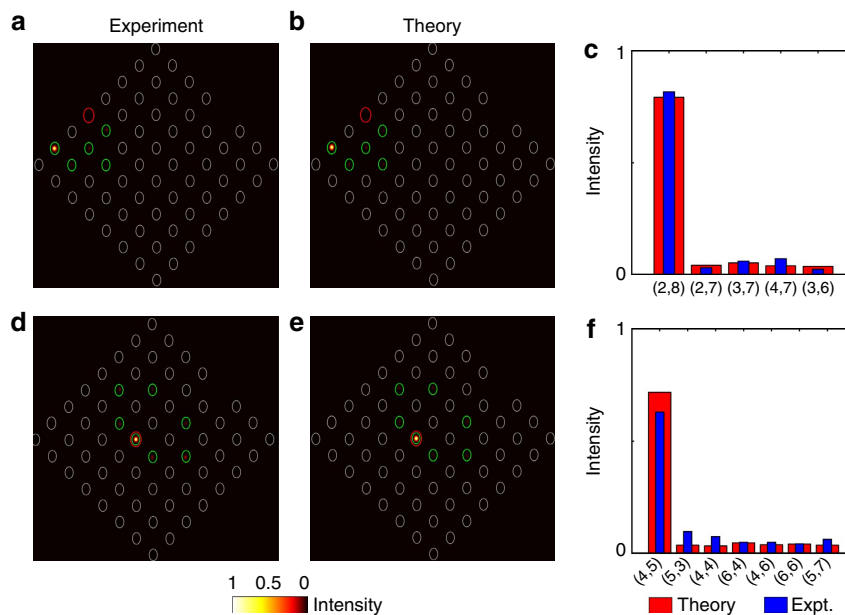 a Experiment
b Theory
c
1
Intensity
0
(2,8) (2,7) (3,7) (4,7) (3,6)
d
e
f
1
Intensity
0
(4,5) (5,3) (4,4) (6,4) (4,6) (6,6) (5,7)
1 0.5 0
Intensity
Theory Expt.